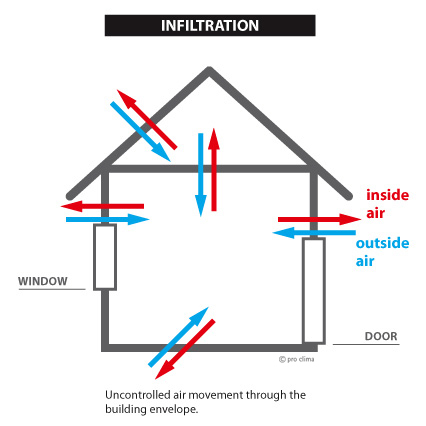 INFILTRATION
inside
air
outside
air
WINDOW
DOOR
© pro clima
Uncontrolled air movement through the
building envelope.